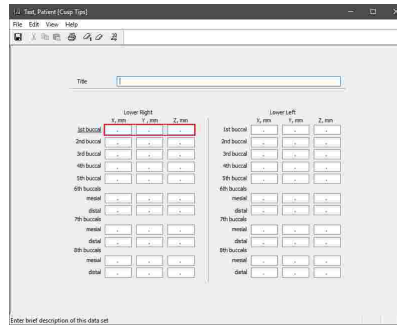 Test, Patient [Cusp Tips]
File Edit View Help
Title
Lower Right Lower Left
X, mm Y, mm Z, mm X, mm Y, mm Z, mm
1st buccal 1st buccal
2nd buccal 2nd buccal
3rd buccal 3rd buccal
4th buccal 4th buccal
5th buccal 5th buccal
6th buccals 6th buccals
mesial mesial
distal distal
7th buccals 7th buccals
mesial mesial
distal distal
8th buccals 8th buccals
mesial mesial
distal distal
Enter brief description of this data set